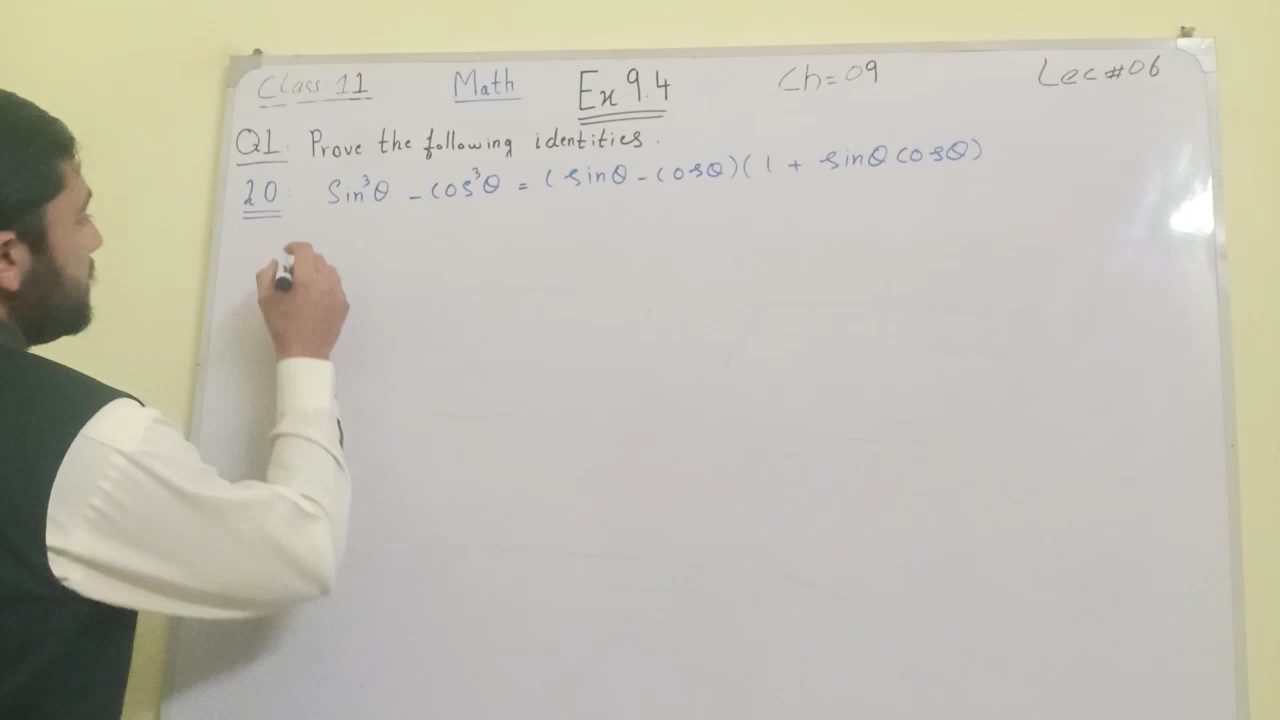 Class: 11 Math Ex 9.4 Ch=09 Lec#06
Q1: Prove the following identities.
20: Sin³θ - cos³θ = (sinθ - cosθ)(1 + sinθ cosθ)